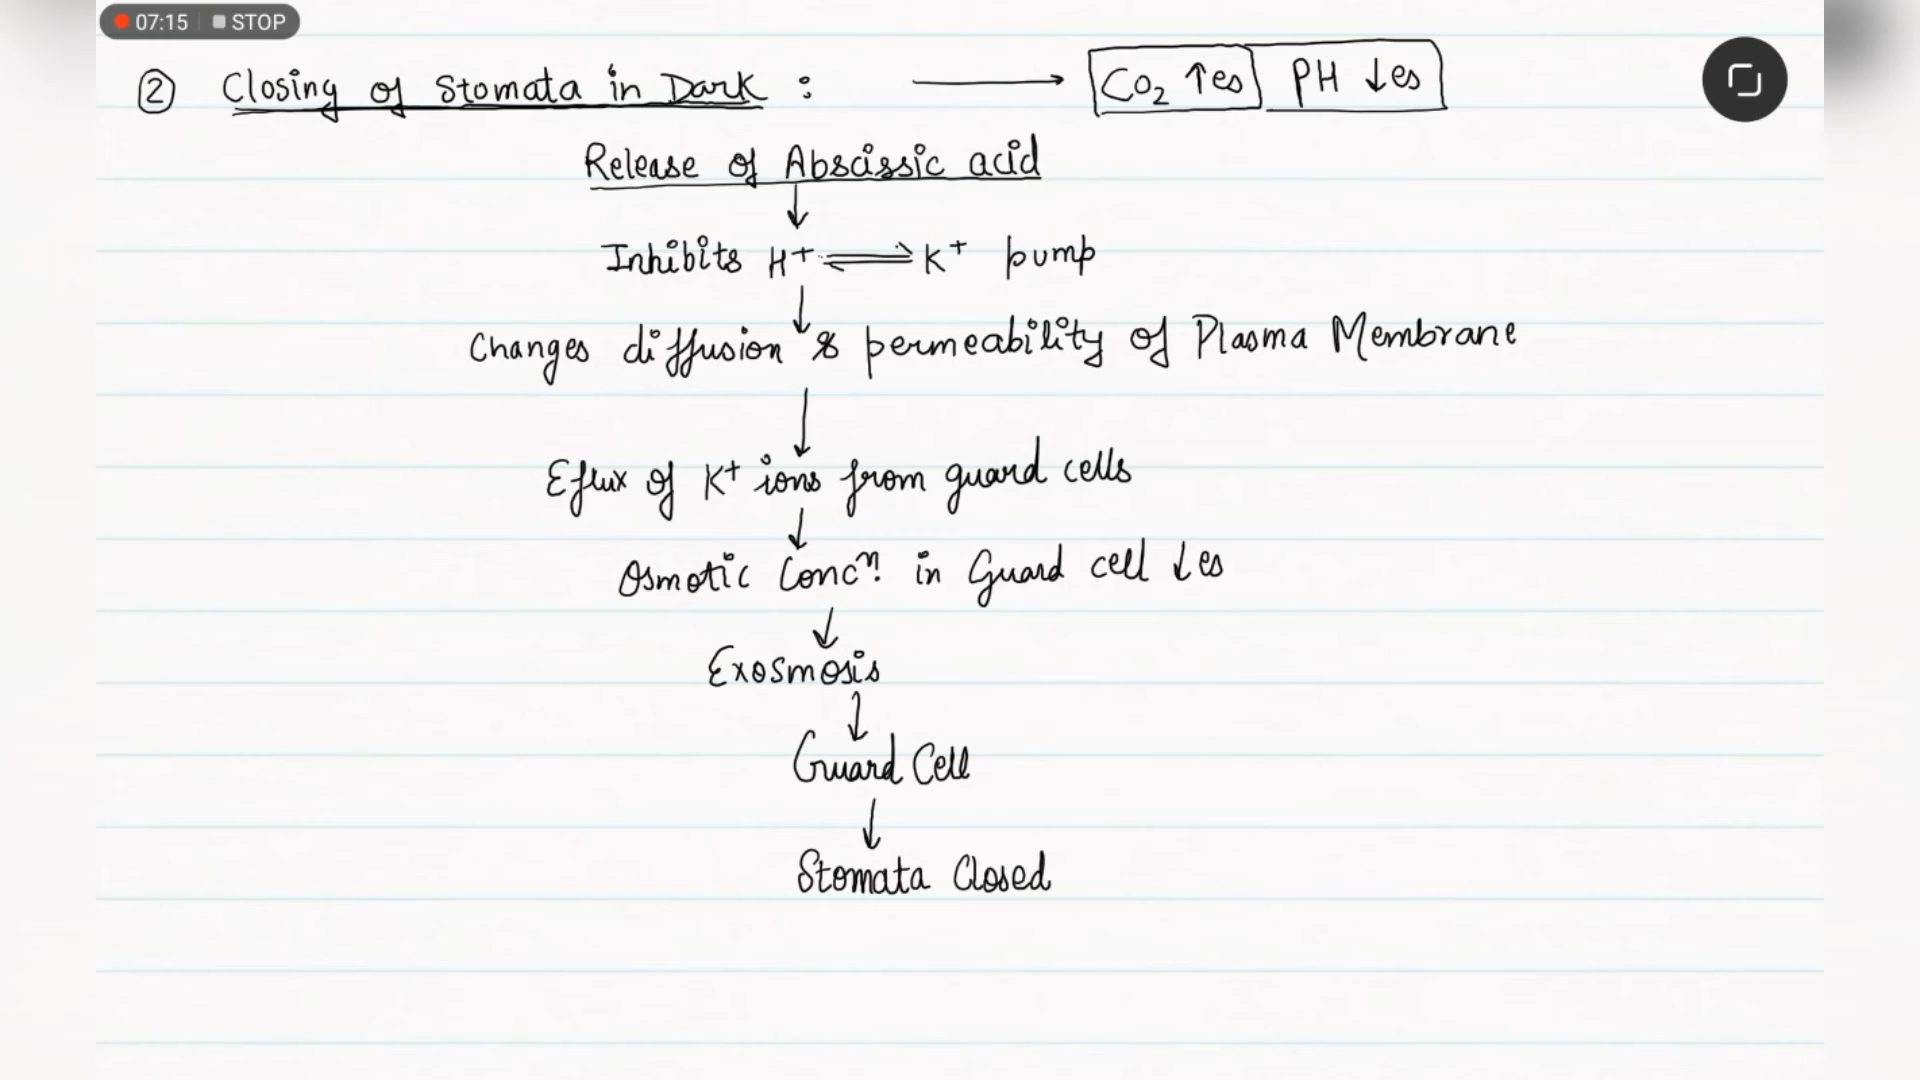 07:15 STOP
② Closing of Stomata in Dark : → CO₂ ↑es PH ↓es
Release of Abscissic acid
↓
Inhibits H⁺ ⇌ K⁺ pump
↓
Changes diffusion & permeability of Plasma Membrane
↓
Eflux of K⁺ ions from guard cells
↓
Osmotic Concⁿ. in Guard cell ↓es
↓
Exosmosis
↓
Guard Cell
↓
Stomata Closed